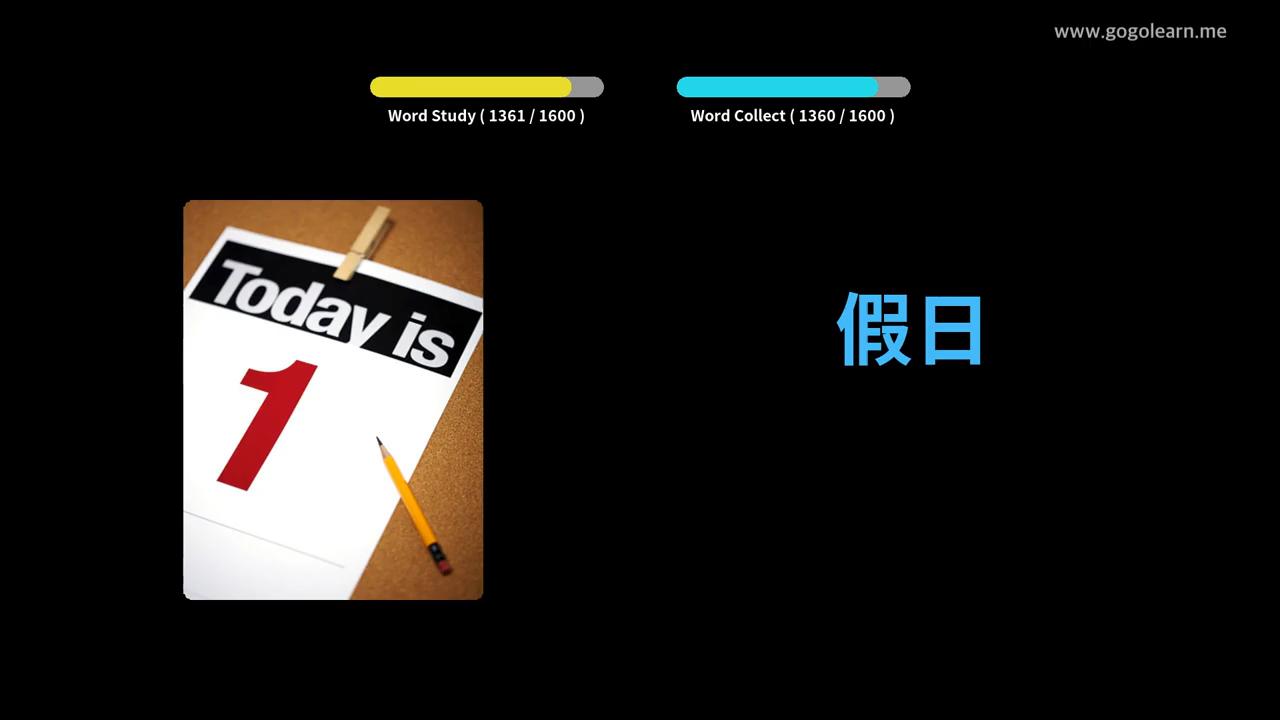 www.gogolearn.me
Word Study ( 1361 / 1600 )
Word Collect ( 1360 / 1600 )
Today is
1
假日